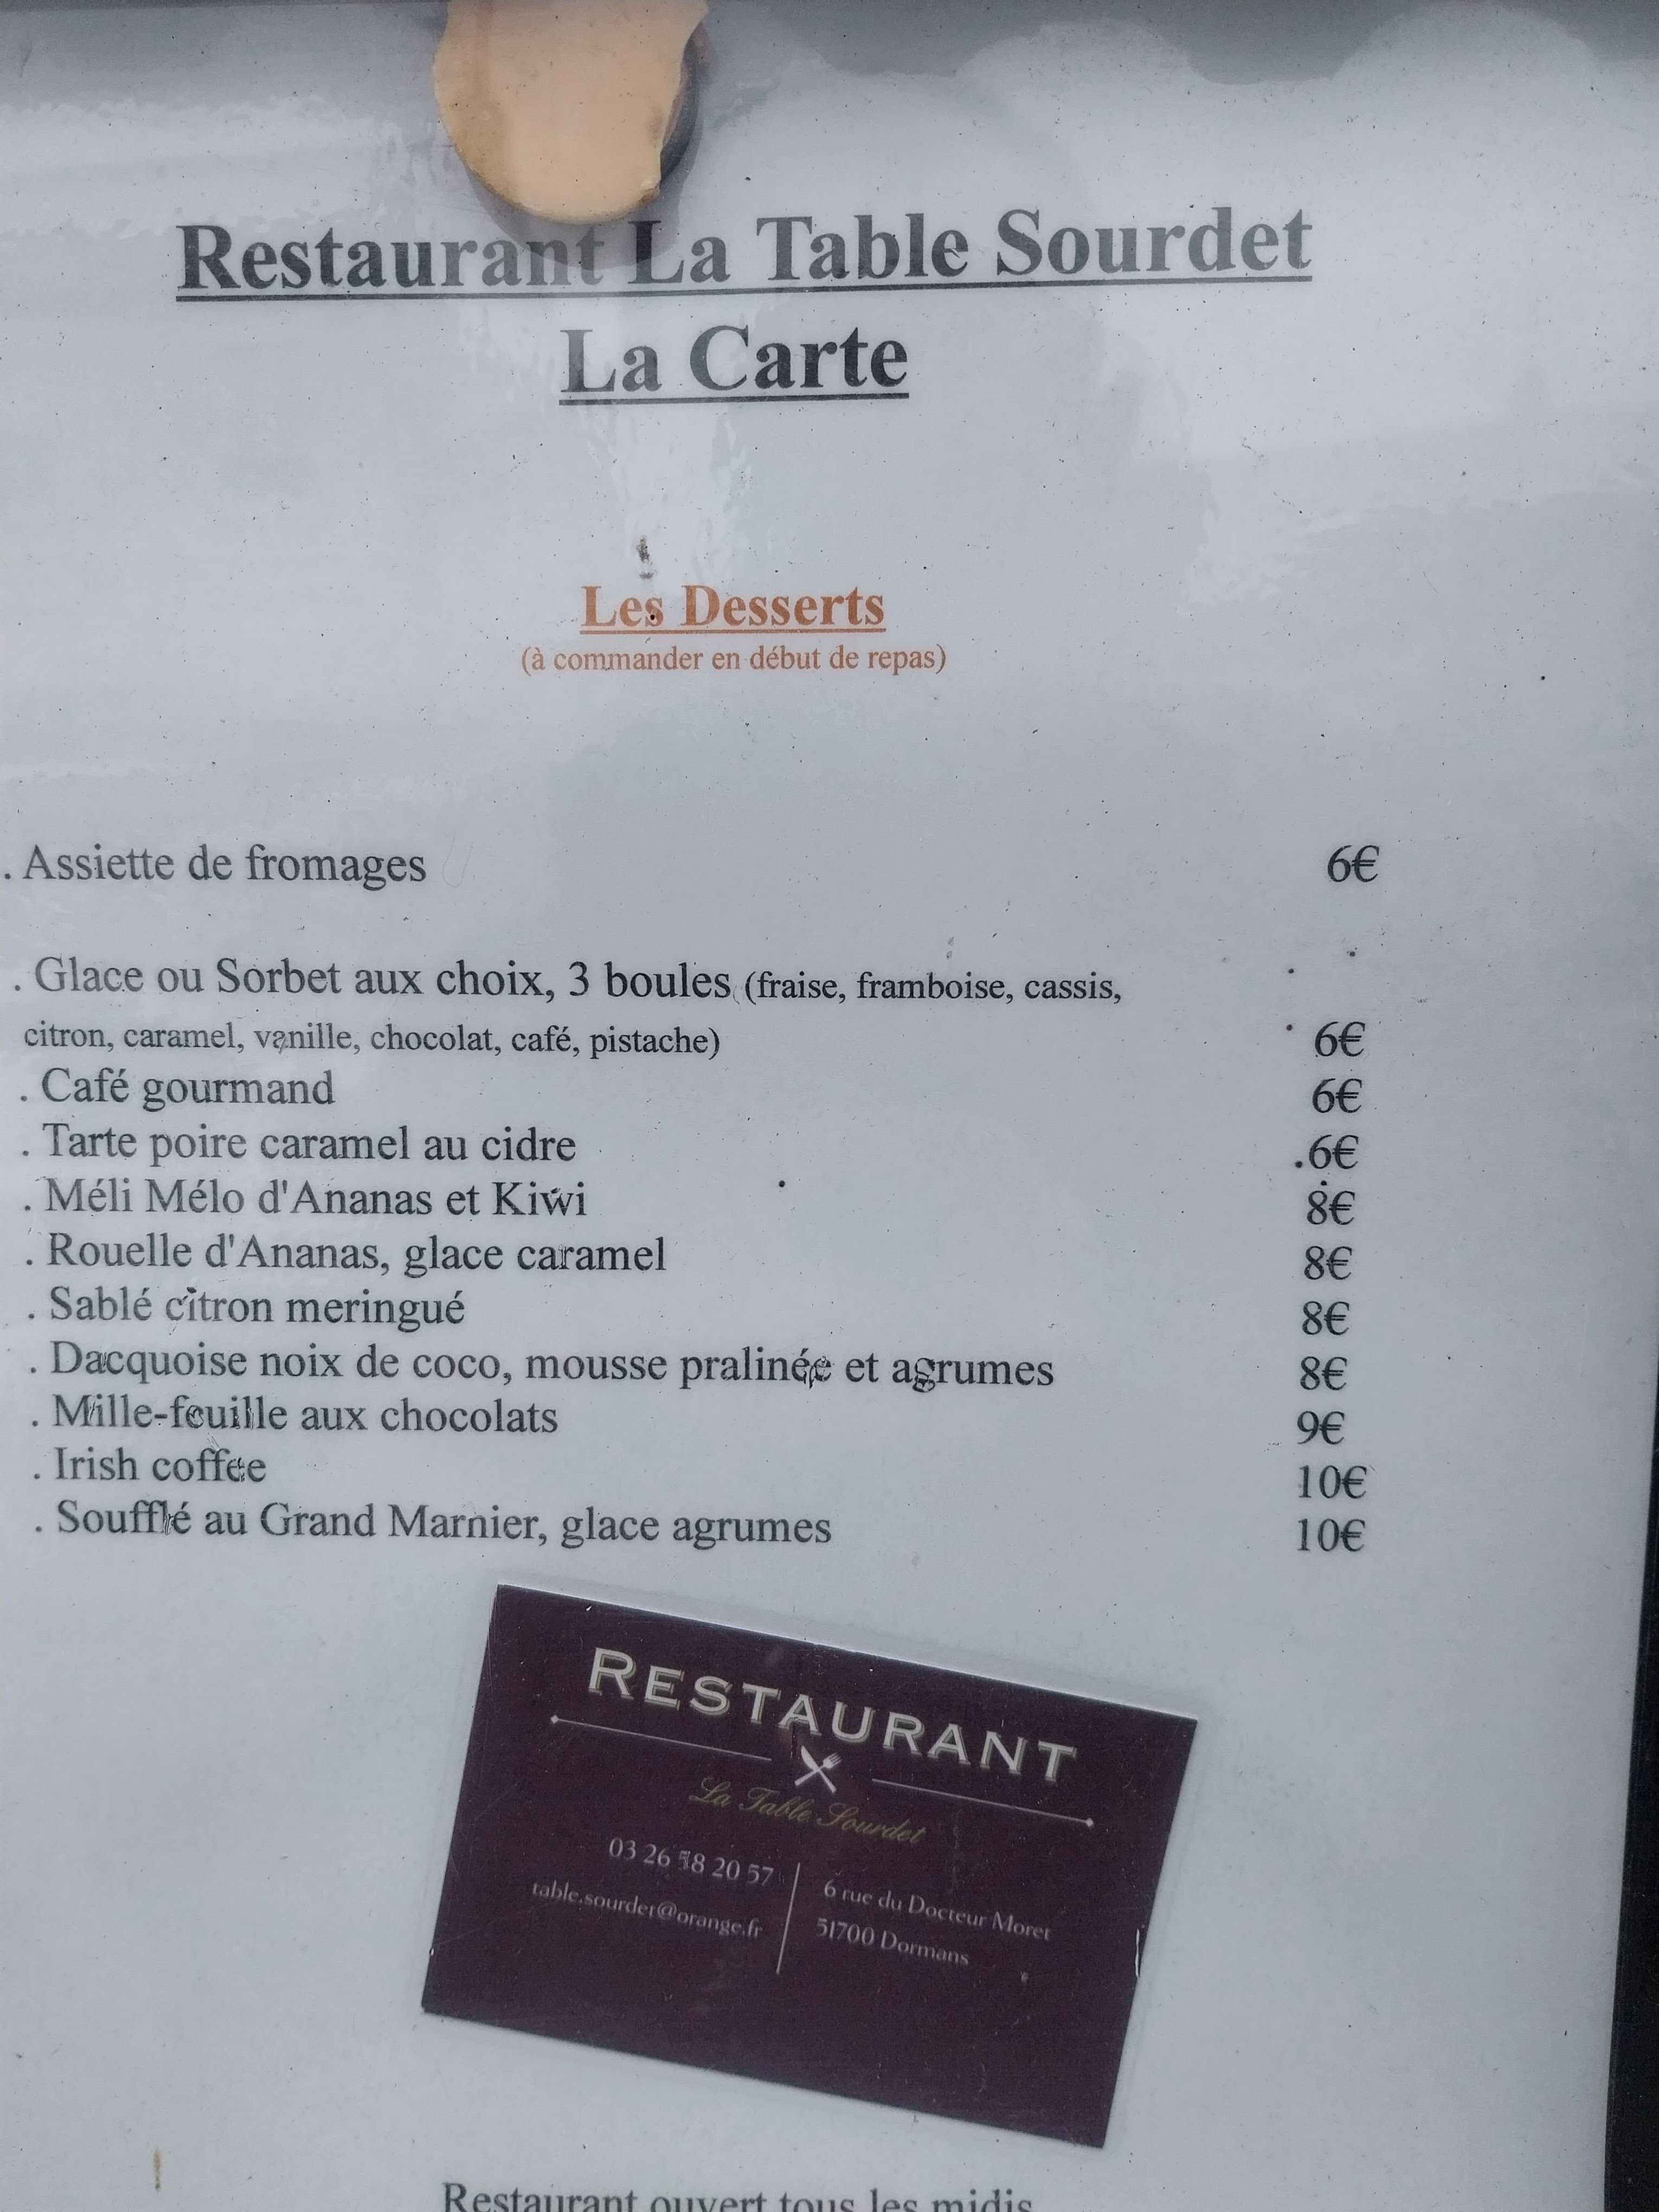 Restaurant La Table Sourdet
La Carte
Les Desserts
(à commander en début de repas)
. Assiette de fromages 6€
. Glace ou Sorbet aux choix, 3 boules (fraise, framboise, cassis,
citron, caramel, vanille, chocolat, café, pistache) 6€
. Café gourmand 6€
. Tarte poire caramel au cidre 6€
. Méli Mélo d'Ananas et Kiwi 8€
. Rouelle d'Ananas, glace caramel 8€
. Sablé citron meringué 8€
. Dacquoise noix de coco, mousse pralinée et agrumes 8€
. Mille-feuille aux chocolats 9€
. Irish coffee 10€
. Soufflé au Grand Marnier, glace agrumes 10€
RESTAURANT
La Table Sourdet
03 26 58 20 57
table.sourdet@orange.fr
6 rue du Docteur Moret
51700 Dormans
Restaurant ouvert tous les midis